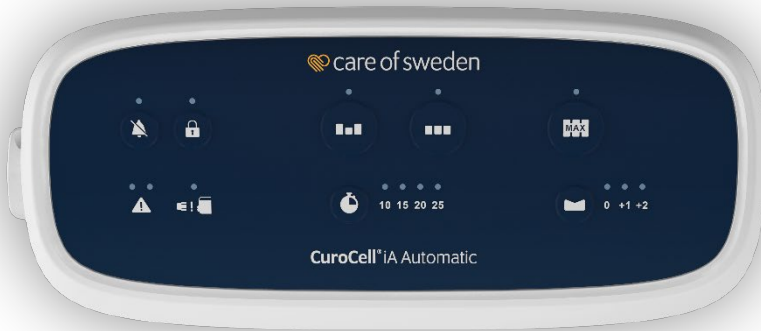 care of sweden
MAX
10 15 20 25
0 +1 +2
CuroCell® iA Automatic